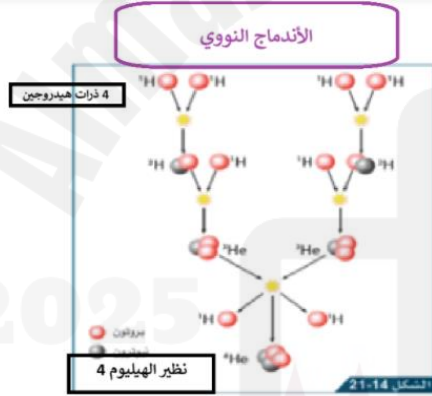 الأندماج النووي
4 ذرات هيدروجين
¹H ¹H ¹H ¹H
²H ¹H ¹H ²H
³He ³He
¹H ¹H
بروتون
نيوترون
⁴He
نظير الهيليوم 4
الشكل 14-21
2025